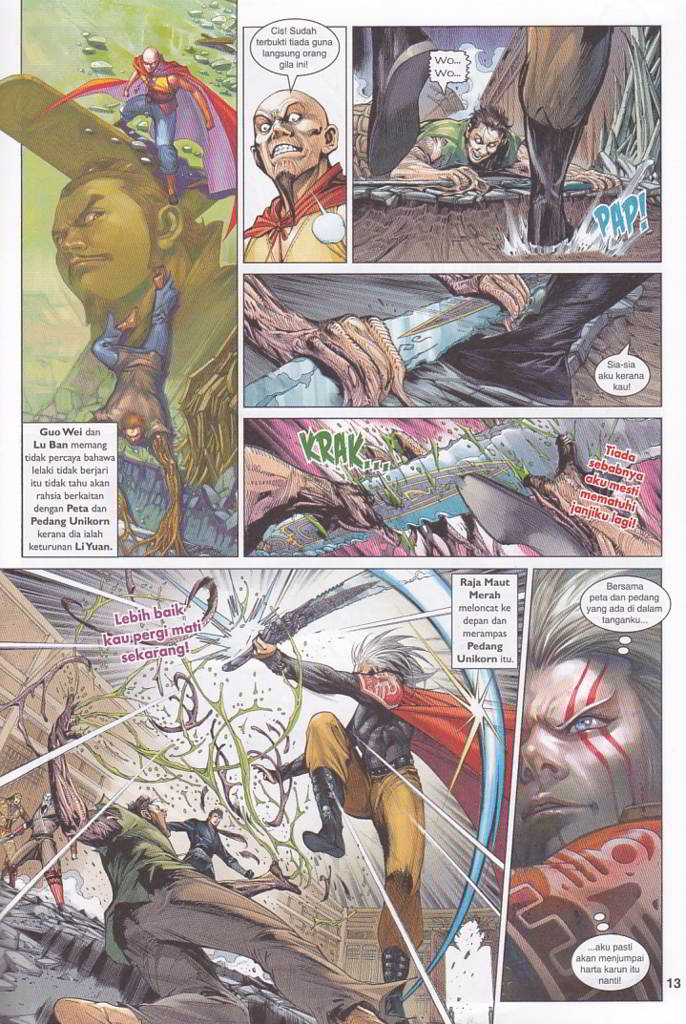 Cis! Sudah
terbukti tiada guna
langsung orang
gila ini!
Wo...
Wo...
PAP!
Guo Wei dan
Lu Ban memang
tidak percaya bahawa
lelaki tidak berjari
itu tidak tahu akan
rahsia berkaitan
dengan Peta dan
Pedang Unikorn
kerana dia ialah
keturunan Li Yuan.
Sia-sia
aku kerana
kau!
KRAK...
Tiada
sebabnya
aku mesti
mematuhi
janjiku lagi!
Lebih baik
kau pergi mati
sekarang!
Raja Maut
Merah
meloncat ke
depan dan
merampas
Pedang
Unikorn itu.
Bersama
peta dan pedang
yang ada di dalam
tanganku...
...aku pasti
akan menjumpai
harta karun itu
nanti!
13